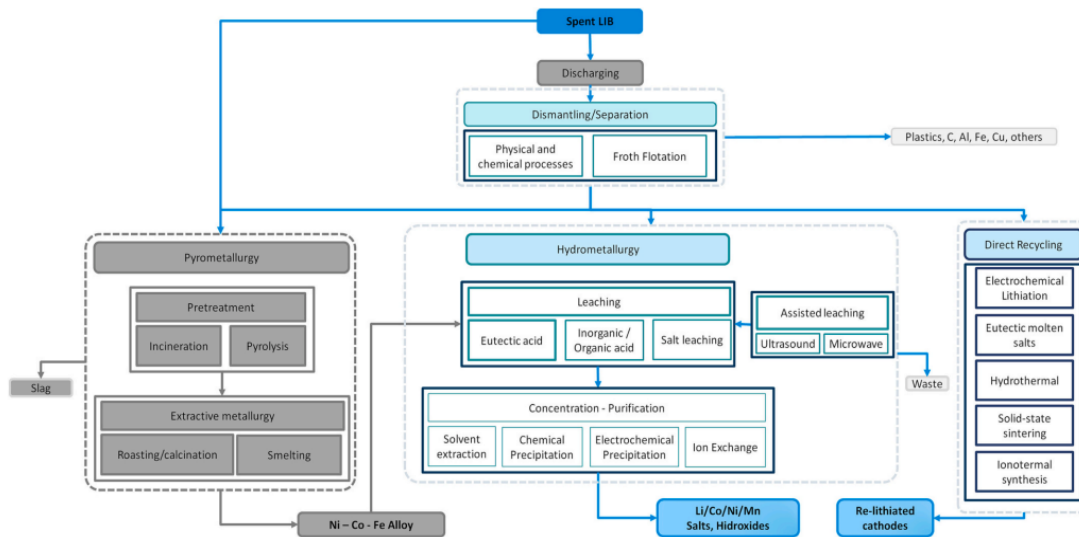 Spent LIB
Discharging
Dismantling/Separation
Physical and
chemical processes
Froth Flotation
Plastics, C, Al, Fe, Cu, others
Pyrometallurgy
Pretreatment
Incineration
Pyrolysis
Extractive metallurgy
Roasting/calcination
Smelting
Slag
Ni – Co - Fe Alloy
Hydrometallurgy
Leaching
Eutectic acid
Inorganic /
Organic acid
Salt leaching
Assisted leaching
Ultrasound
Microwave
Waste
Concentration - Purification
Solvent
extraction
Chemical
Precipitation
Electrochemical
Precipitation
Ion Exchange
Li/Co/Ni/Mn
Salts, Hidroxides
Direct Recycling
Electrochemical
Lithiation
Eutectic molten
salts
Hydrothermal
Solid-state
sintering
Ionotermal
synthesis
Re-lithiated
cathodes